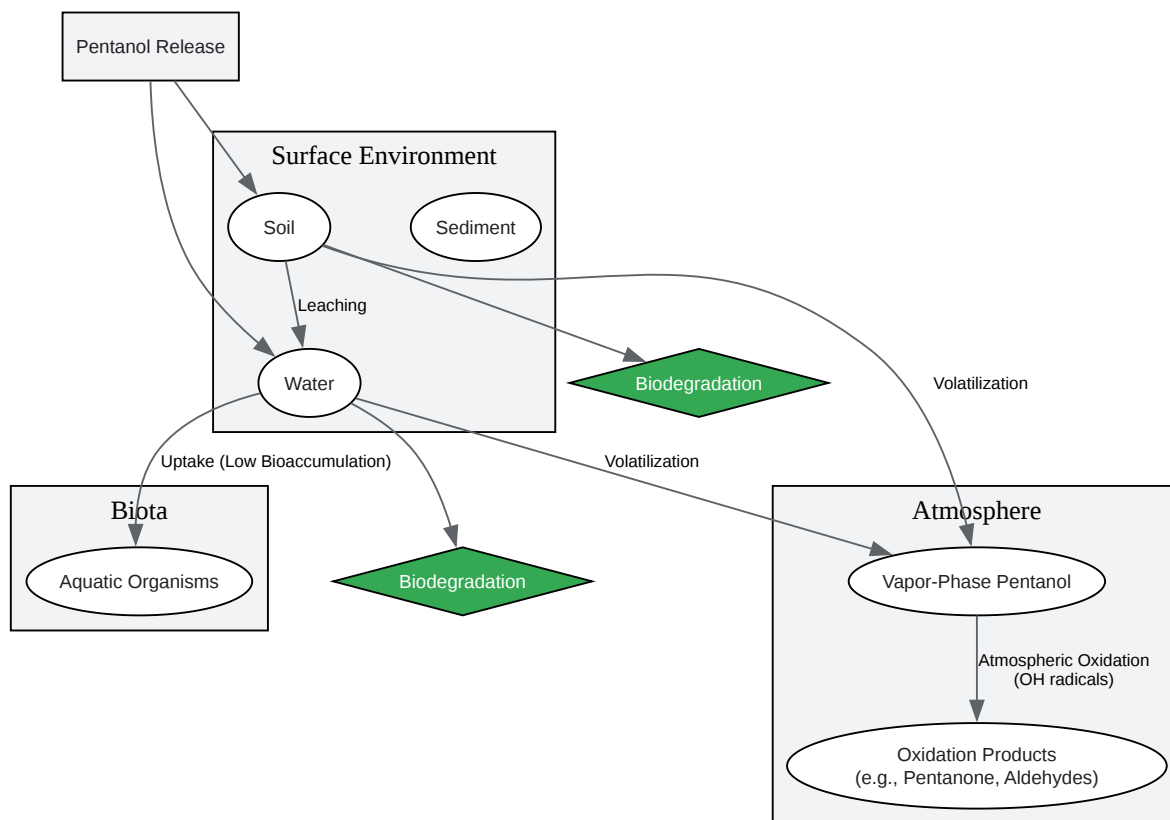 Pentanol Release
Surface Environment
Soil
Sediment
Leaching
Water
Biodegradation
Volatilization
Uptake (Low Bioaccumulation)
Volatilization
Biota
Atmosphere
Aquatic Organisms
Biodegradation
Vapor-Phase Pentanol
Atmospheric Oxidation
(OH radicals)
Oxidation Products
(e.g., Pentanone, Aldehydes)